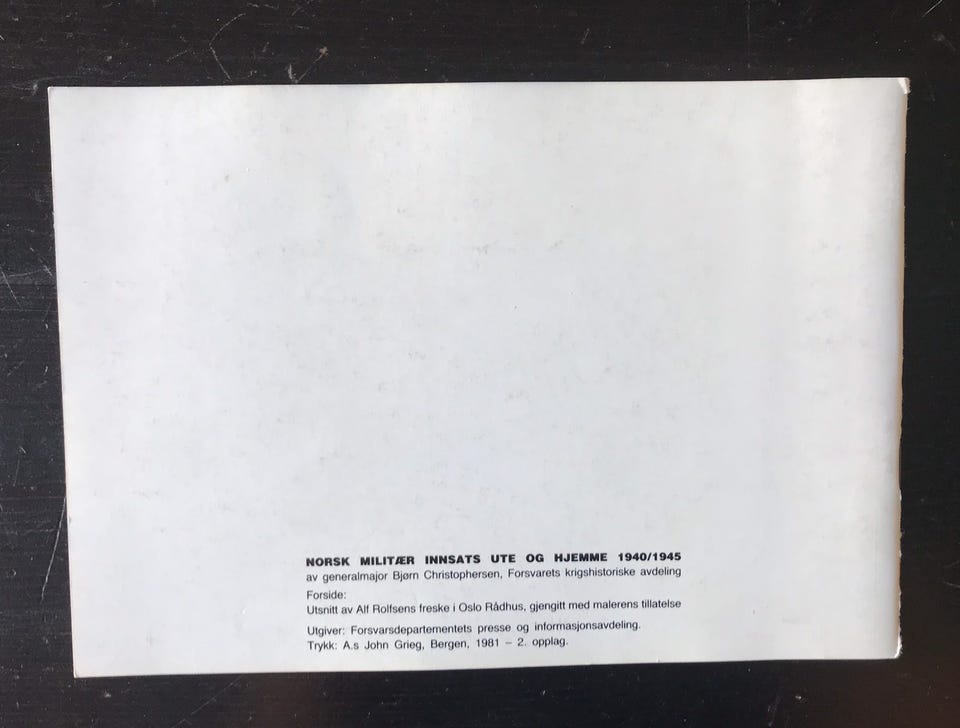 NORSK MILITÆR INNSATS UTE OG HJEMME 1940/1945
av generalmajor Bjørn Christophersen, Forsvarets krigshistoriske avdeling
Forside:
Utsnitt av Alf Rolfsens freske i Oslo Rådhus, gjengitt med malerens tillatelse
Utgiver: Forsvarsdepartementets presse og informasjonsavdeling.
Trykk: A.s John Grieg, Bergen, 1981 – 2. opplag.